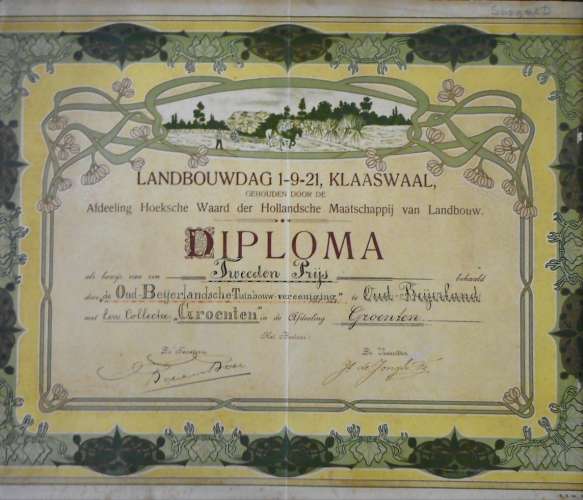 LANDBOUWDAG 1-9-21, KLAASWAAL,
GEHOUDEN DOOR DE
Afdeeling Hoeksche Waard der Hollandsche Maatschappij van Landbouw.
DIPLOMA
als bewijs van een Tweeden Prijs behaald
door „de Oud-Beyerlandsche Tuinbouw-vereeniging" te Oud-Beijerland
met Een Collectie „Groenten" in de Afdeeling Groenten
Het Bestuur:
De Voorzitter
J. de Jongh